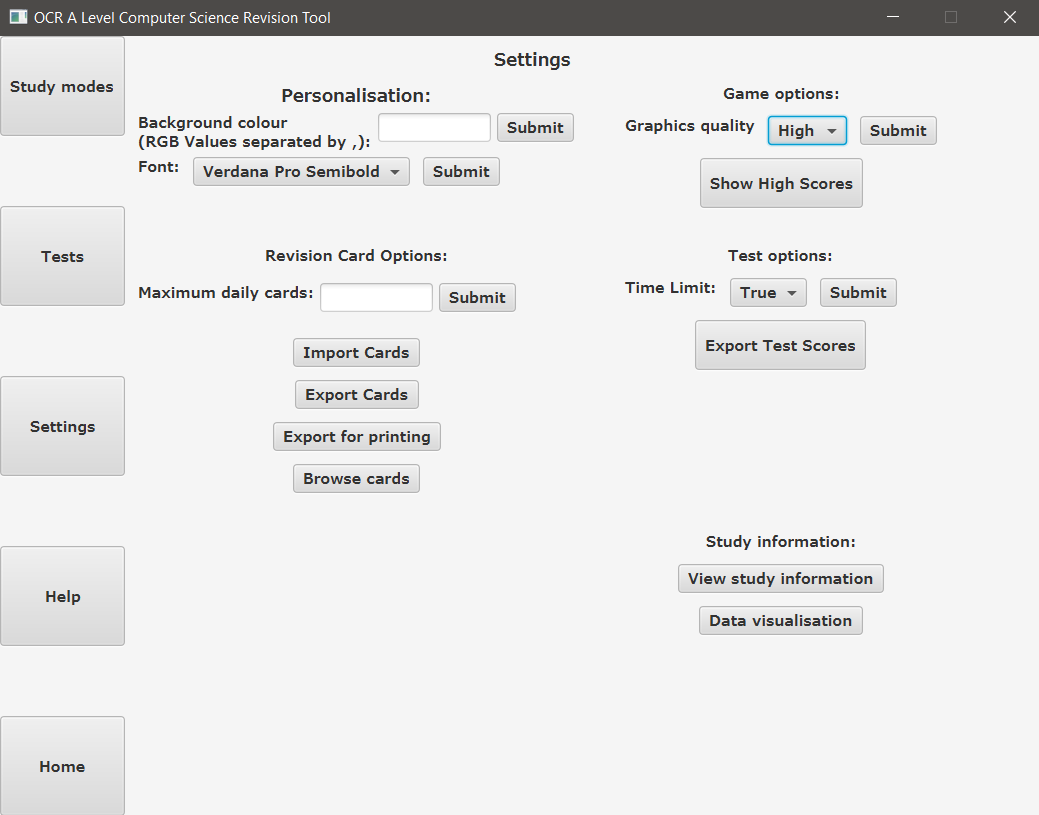 OCR A Level Computer Science Revision Tool
Study modes
Tests
Settings
Help
Home
Settings
Personalisation:
Background colour
(RGB Values separated by ,):
Submit
Font:
Verdana Pro Semibold
Submit
Game options:
Graphics quality
High
Submit
Show High Scores
Revision Card Options:
Maximum daily cards:
Submit
Import Cards
Export Cards
Export for printing
Browse cards
Test options:
Time Limit:
True
Submit
Export Test Scores
Study information:
View study information
Data visualisation